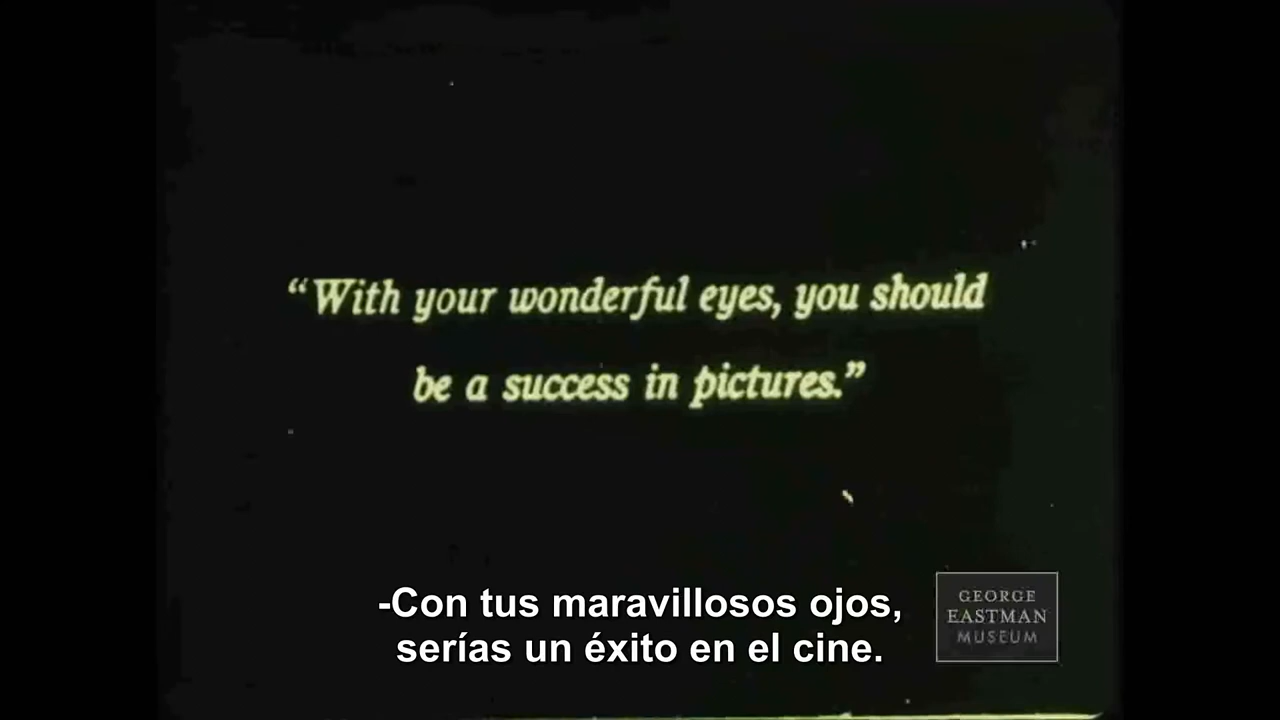 “With your wonderful eyes, you should
be a success in pictures.”
-Con tus maravillosos ojos,
serías un éxito en el cine.
GEORGE
EASTMAN
MUSEUM